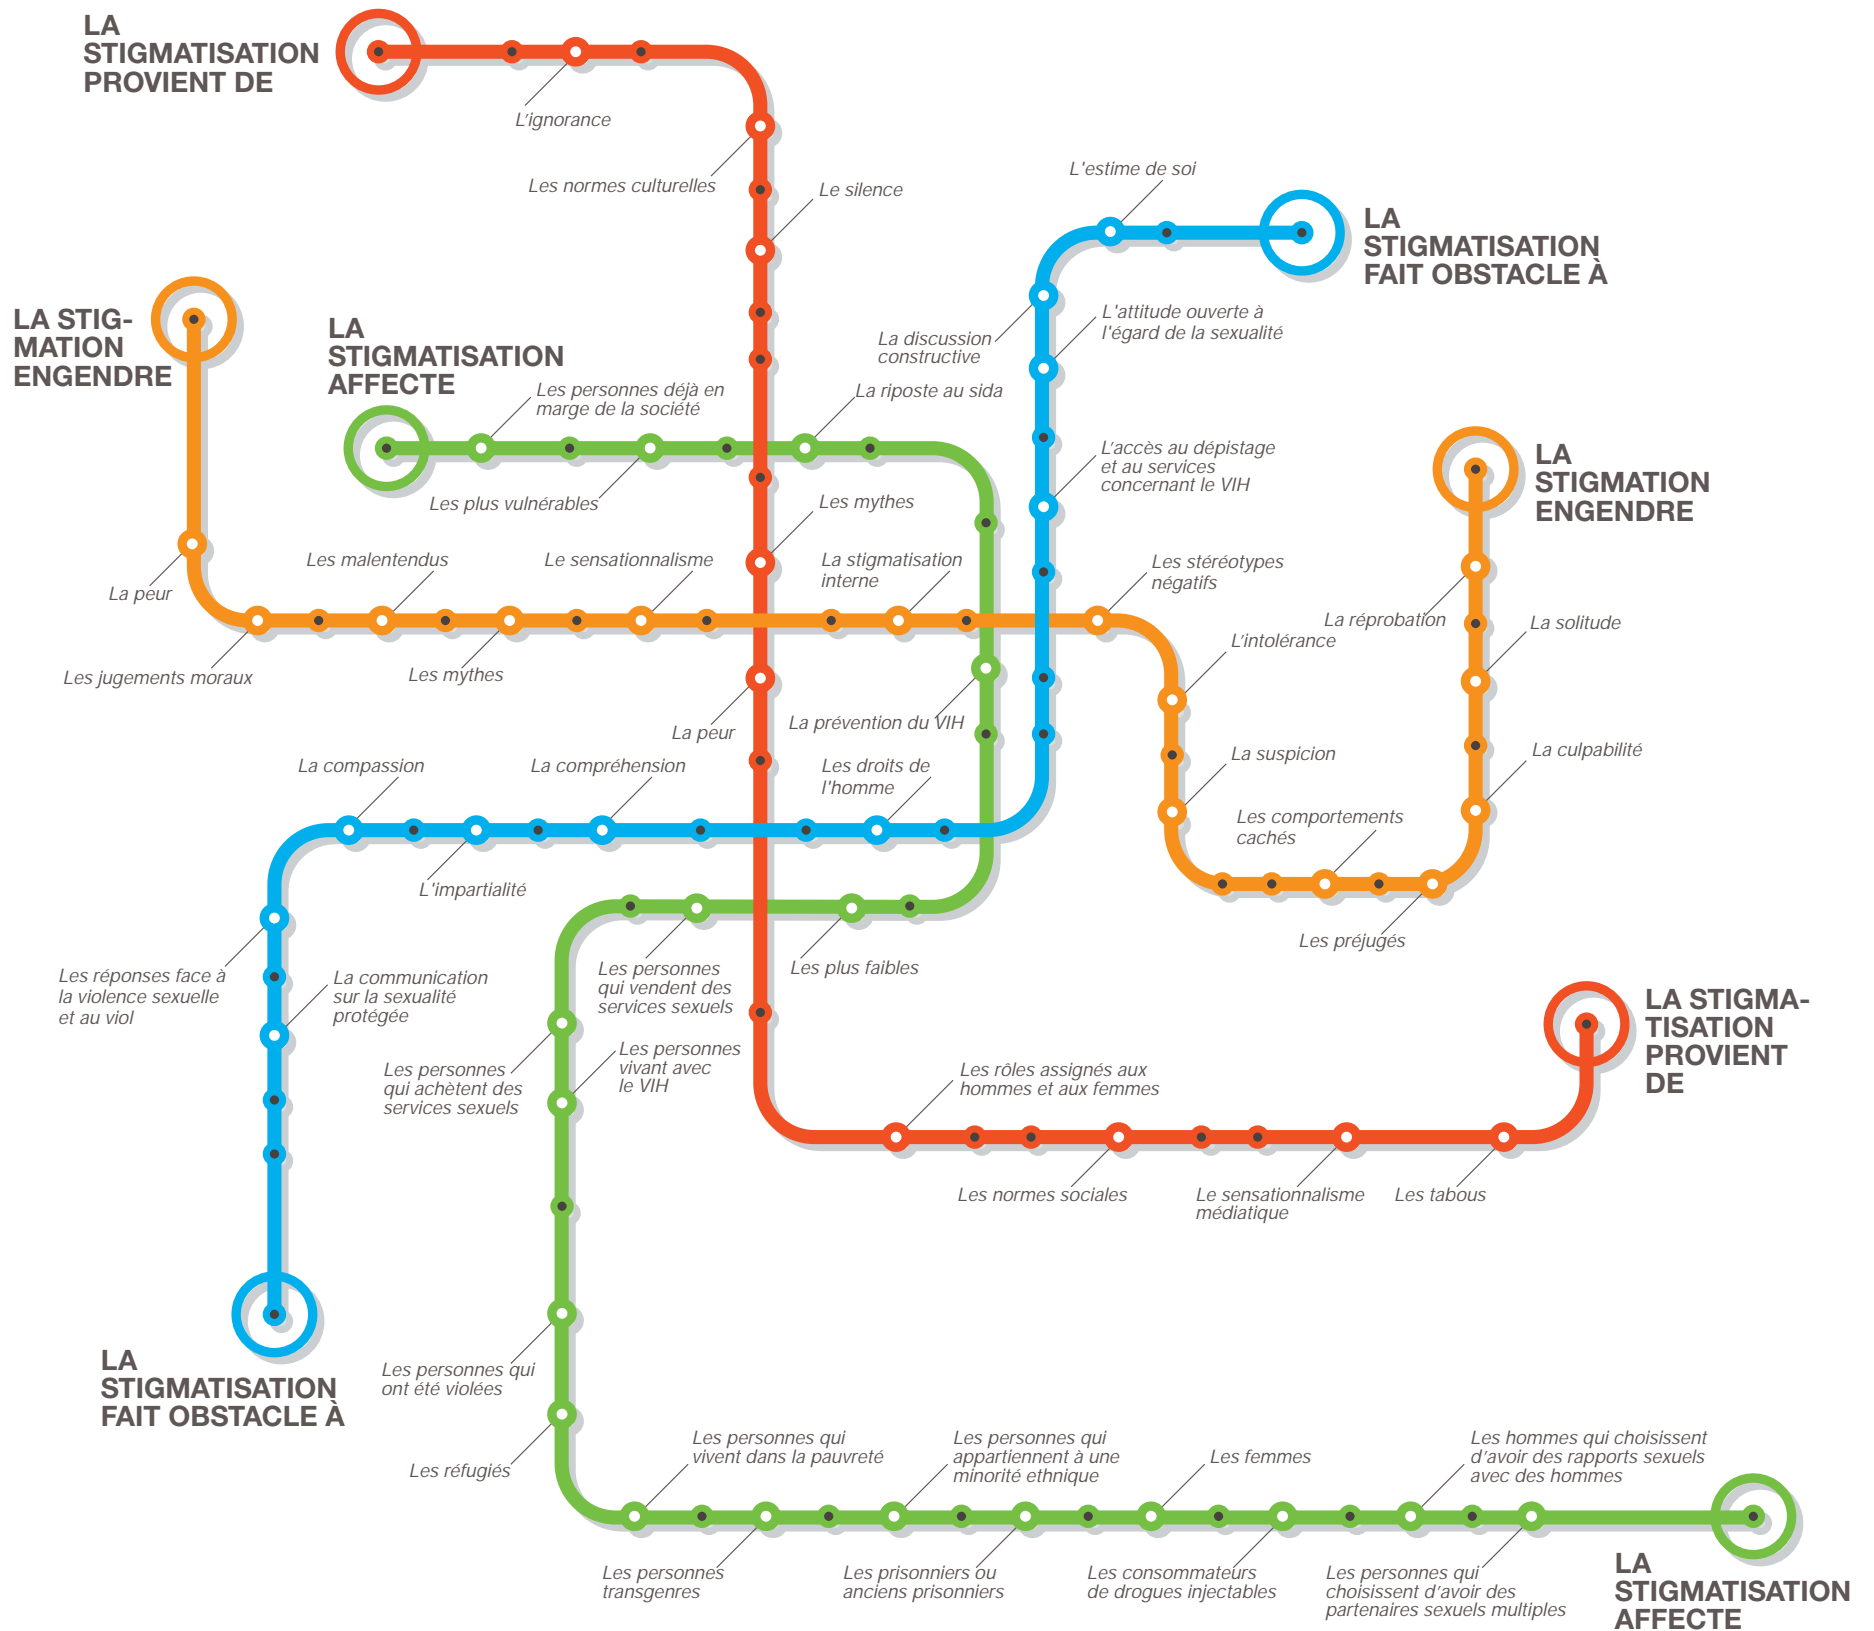 LA
STIGMATISATION
PROVIENT DE
L'ignorance
Les normes culturelles
Le silence
L'estime de soi
LA
STIGMATISATION
FAIT OBSTACLE À
LA STIG-
MATION
ENGENDRE
LA
STIGMATISATION
AFFECTE
La discussion
constructive
L'attitude ouverte à
l'égard de la sexualité
Les personnes déjà en
marge de la société
La riposte au sida
Les plus vulnérables
Les mythes
L'accès au dépistage
et au services
concernant le VIH
LA
STIGMATION
ENGENDRE
La peur
Les malentendus
Le sensationnalisme
La stigmatisation
interne
Les stéréotypes
négatifs
La réprobation
La solitude
L'intolérance
Les jugements moraux
Les mythes
La peur
La prévention du VIH
La compassion
La compréhension
Les droits de
l'homme
La suspicion
La culpabilité
Les comportements
cachés
L'impartialité
Les préjugés
Les réponses face à
la violence sexuelle
et au viol
La communication
sur la sexualité
protégée
Les personnes
qui vendent des
services sexuels
Les plus faibles
LA STIGMA-
TISATION
PROVIENT
DE
Les personnes
qui achètent des
services sexuels
Les personnes
vivant avec
le VIH
Les rôles assignés aux
hommes et aux femmes
Les normes sociales
Le sensationnalisme
médiatique
Les tabous
LA
STIGMATISATION
FAIT OBSTACLE À
Les personnes qui
ont été violées
Les réfugiés
Les personnes qui
vivent dans la pauvreté
Les personnes qui
appartiennent à une
minorité ethnique
Les femmes
Les hommes qui choisissent
d'avoir des rapports sexuels
avec des hommes
Les personnes
transgenres
Les prisonniers ou
anciens prisonniers
Les consommateurs
de drogues injectables
Les personnes qui
choisissent d'avoir des
partenaires sexuels multiples
LA
STIGMATISATION
AFFECTE